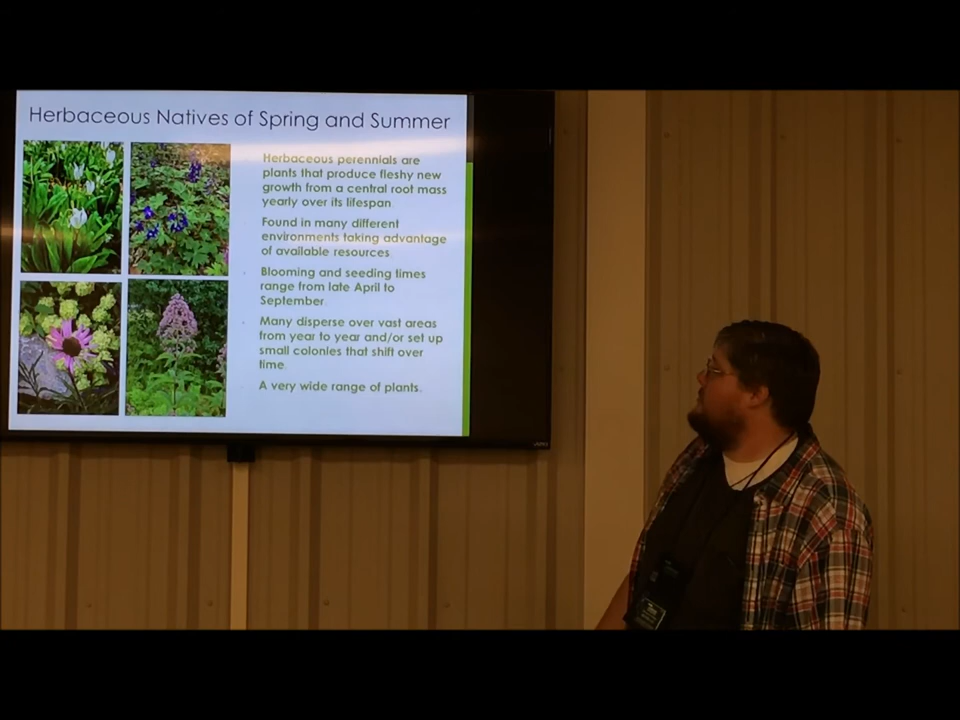 Herbaceous Natives of Spring and Summer
Herbaceous perennials are
plants that produce fleshy new
growth from a central root mass
yearly over its lifespan.
Found in many different
environments taking advantage
of available resources.
Blooming and seeding times
range from late April to
September.
Many disperse over vast areas
from year to year and/or set up
small colonies that shift over
time.
A very wide range of plants.